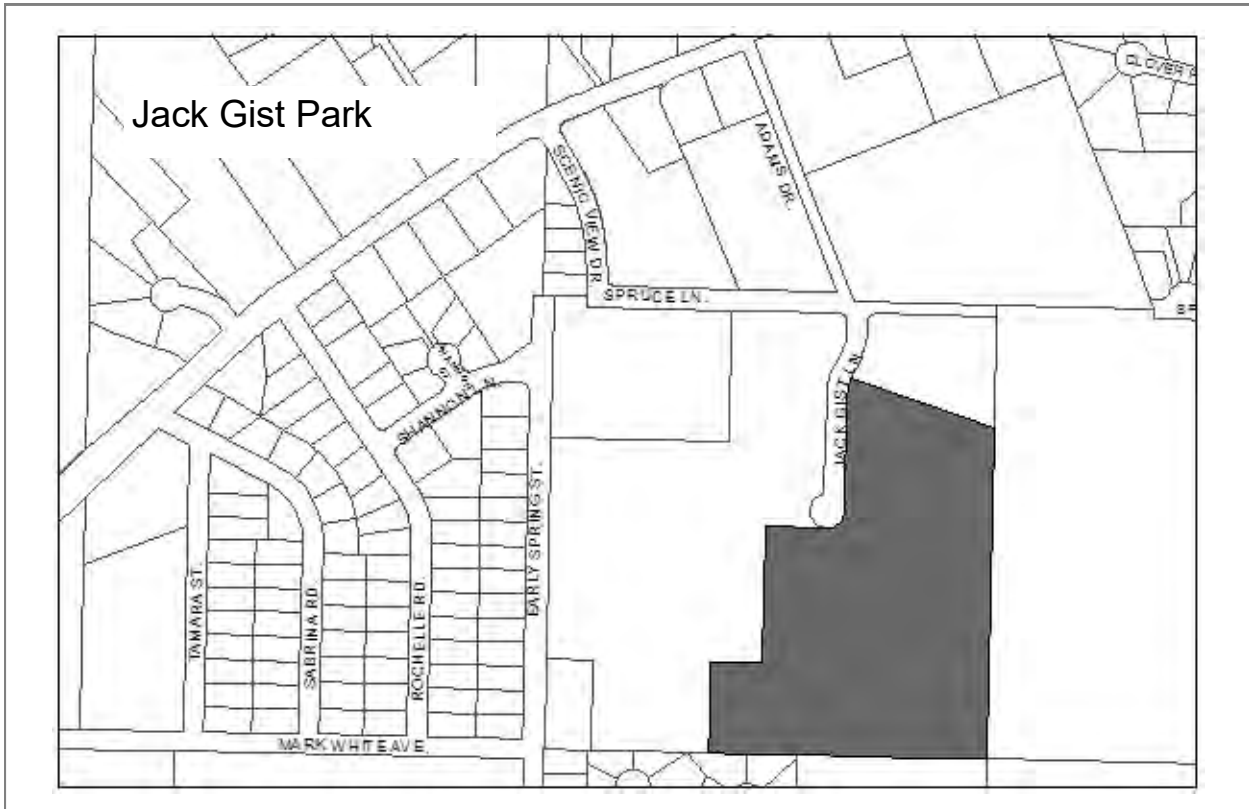 Jack Gist Park
CLOVER
SCENIC VIEW DR
ADAMS DR.
SPRUCE LN.
JACK GIST LN
SHANNON
EARLY SPRING ST.
TAMARA ST.
SABRINA RD.
ROCHELLE RD.
MARK WHITE AVE.